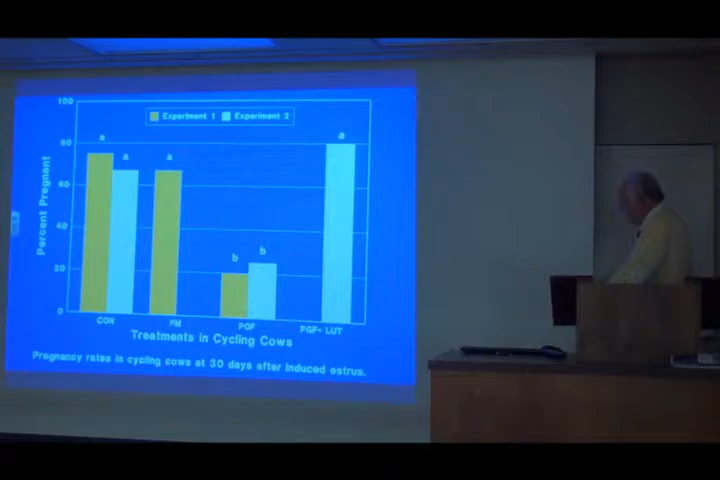 100
Experiment 1 Experiment 2
a
80
a
a
a
60
Percent Pregnant
40
b
b
20
0
CON
FM
PGF
PGF+ LUT
Treatments in Cycling Cows
Pregnancy rates in cycling cows at 30 days after induced estrus.